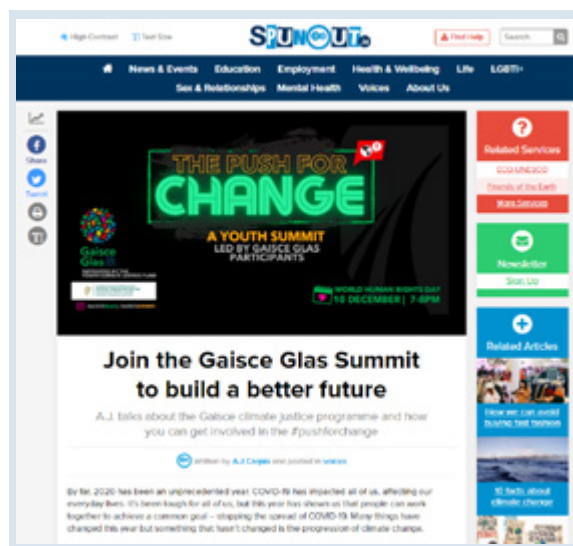 High Contrast
Text Size
SPUNOUT.ie
Find Help
Search
News & Events Education Employment Health & Wellbeing Life LGBTI+
Sex & Relationships Mental Health Voices About Us
Share
Tweet
THE PUSH FOR
CHANGE
A YOUTH SUMMIT
LED BY GAISCE GLAS
PARTICIPANTS
Gaisce
Glas
WORLD HUMAN RIGHTS DAY
10 DECEMBER | 7-8PM
Related Services
ECO-UNESCO
Friends of the Earth
More Services
Newsletter
Sign Up
Related Articles
How we can avoid
buying fast fashion
10 facts about
climate change
Join the Gaisce Glas Summit
to build a better future
A.J. talks about the Gaisce climate justice programme and how
you can get involved in the #pushforchange
Written by A.J and posted in voices
By far, 2020 has been an unprecedented year. COVID-19 has impacted all of us, affecting our
everyday lives. It's been tough for all of us, but this year has shown us that people can work
together to achieve a common goal – stopping the spread of COVID-19. Many things have
changed this year but something that hasn't changed is the progression of climate change.